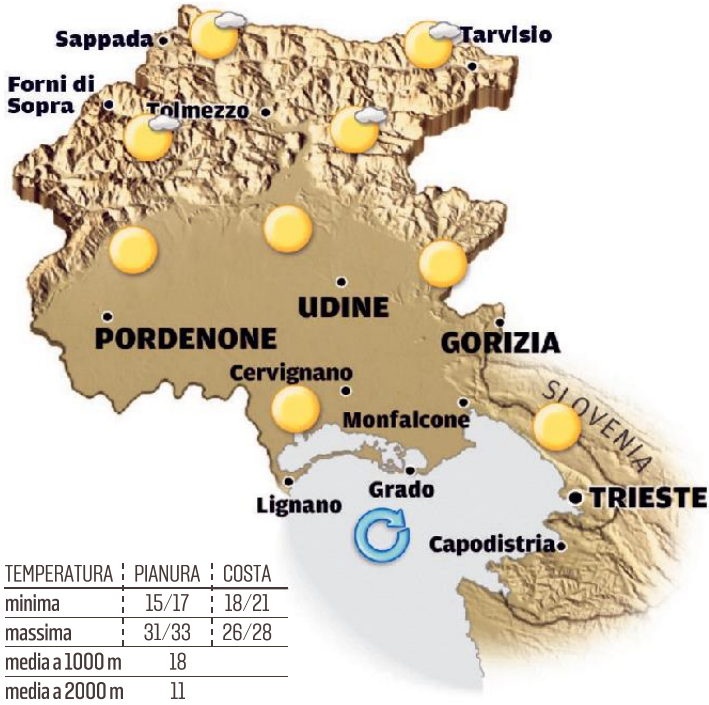 Sappada
Tarvisio
Forni di
Sopra
Tolmezzo
UDINE
PORDENONE
GORIZIA
Cervignano
SLOVENIA
Monfalcone
Lignano
Grado
TRIESTE
Capodistria
TEMPERATURA PIANURA COSTA
minima 15/17 18/21
massima 31/33 26/28
media a 1000 m 18
media a 2000 m 11